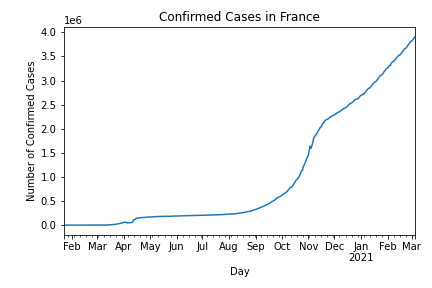 Confirmed Cases in France
1e6
4.0
3.5
3.0
2.5
2.0
1.5
1.0
0.5
0.0
Number of Confirmed Cases
Feb Mar Apr May Jun Jul Aug Sep Oct Nov Dec Jan Feb Mar
2021
Day